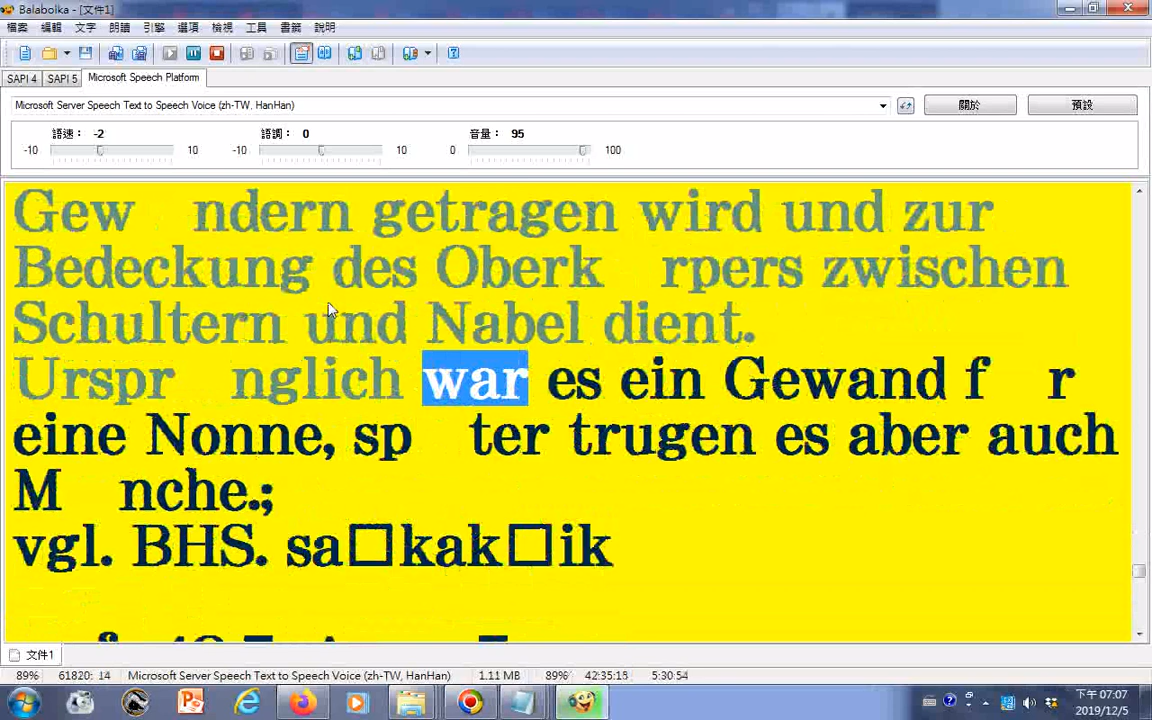 Balabolka - [文件1]
檔案 編輯 文字 朗讀 引擎 選項 檢視 工具 書籤 說明
SAPI 4 SAPI 5 Microsoft Speech Platform
Microsoft Server Speech Text to Speech Voice (zh-TW, HanHan) 關於 預設
語速： -2 語調： 0 音量： 95
-10 10 -10 10 0 100
Gew ndern getragen wird und zur
Bedeckung des Oberk rpers zwischen
Schultern und Nabel dient.
Urspr nglich war es ein Gewand f r
eine Nonne, sp ter trugen es aber auch
M nche.;
vgl. BHS. sa□kak□ik
文件1
89% 61820: 14 Microsoft Server Speech Text to Speech Voice (zh-TW, HanHan) 1.11 MB 89% 42:35:13 5:30:54
下午 07:07
2019/12/5